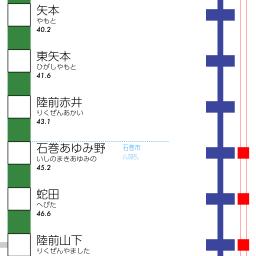 矢本
やもと
40.2
東矢本
ひがしやもと
41.6
陸前赤井
りくぜんあかい
43.1
石巻あゆみ野
いしのまきあゆみの
45.2
石巻市
蛇田
へびた
46.6
陸前山下
りくぜんやました